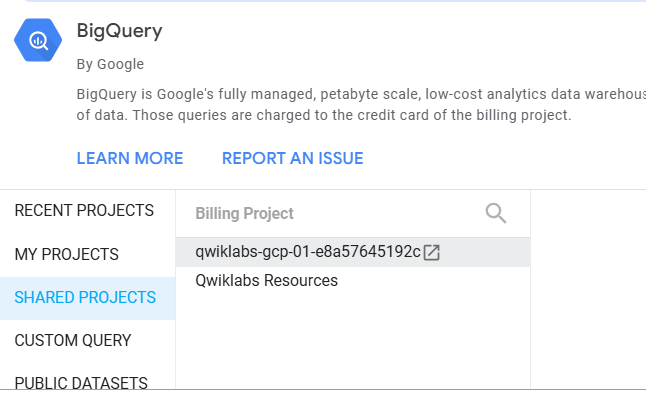 BigQuery
By Google
BigQuery is Google's fully managed, petabyte scale, low-cost analytics data
of data. Those queries are charged to the credit card of the billing project.
LEARN MORE REPORT AN ISSUE
RECENT PROJECTS
MY PROJECTS
SHARED PROJECTS
CUSTOM QUERY
PUBLIC DATASETS
Billing Project
qwiklabs-gcp-01-e8a57645192c
Qwiklabs Resources